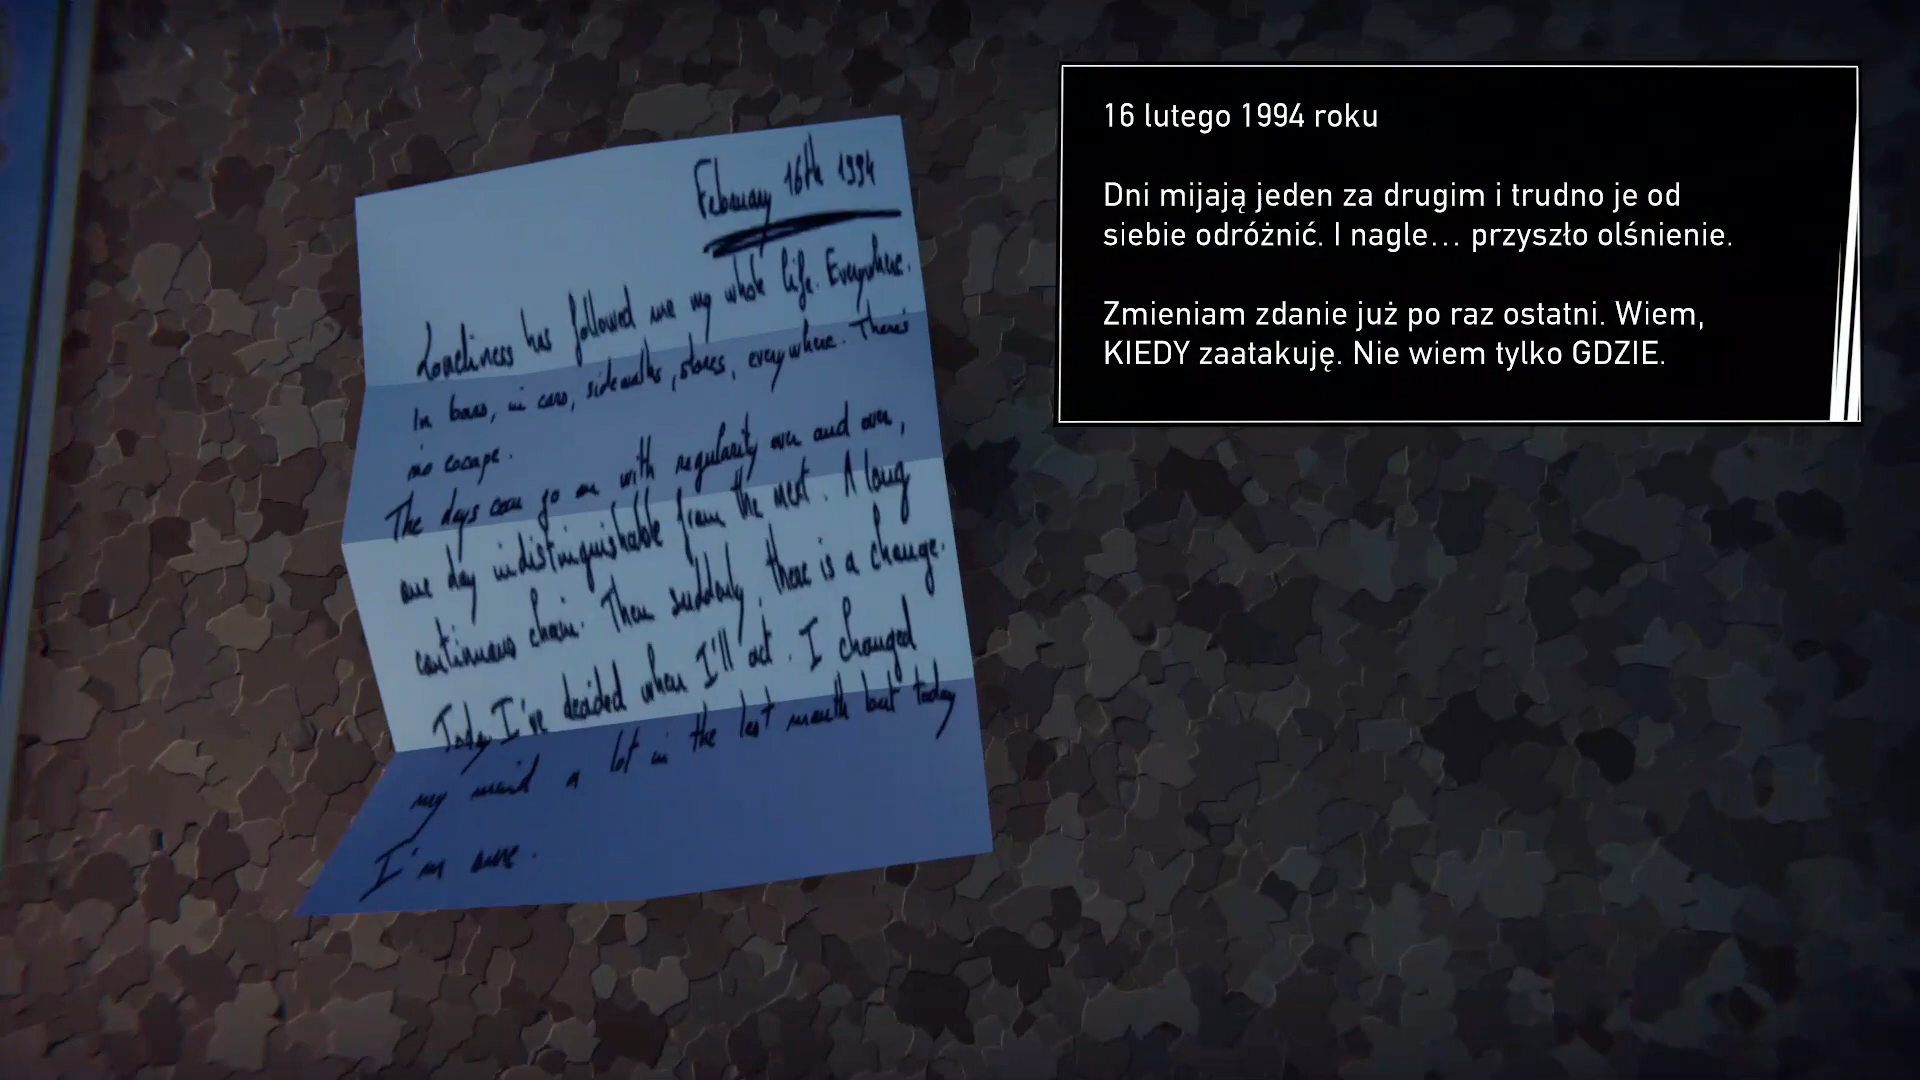 February 16th 1994
Loneliness has followed me my whole life. Everywhere.
In bars, in cars, sidewalks, stores, everywhere. There's
no escape.
The days can go on with regularity over and over,
one day indistinguishable from the next. A long
continuous chain. Then suddenly, there is a change.
Today I've decided when I'll act. I changed
my mind a lot in the last month but today
I'm sure.
16 lutego 1994 roku
Dni mijają jeden za drugim i trudno je od
siebie odróżnić. I nagle… przyszło olśnienie.
Zmieniam zdanie już po raz ostatni. Wiem,
KIEDY zaatakuję. Nie wiem tylko GDZIE.